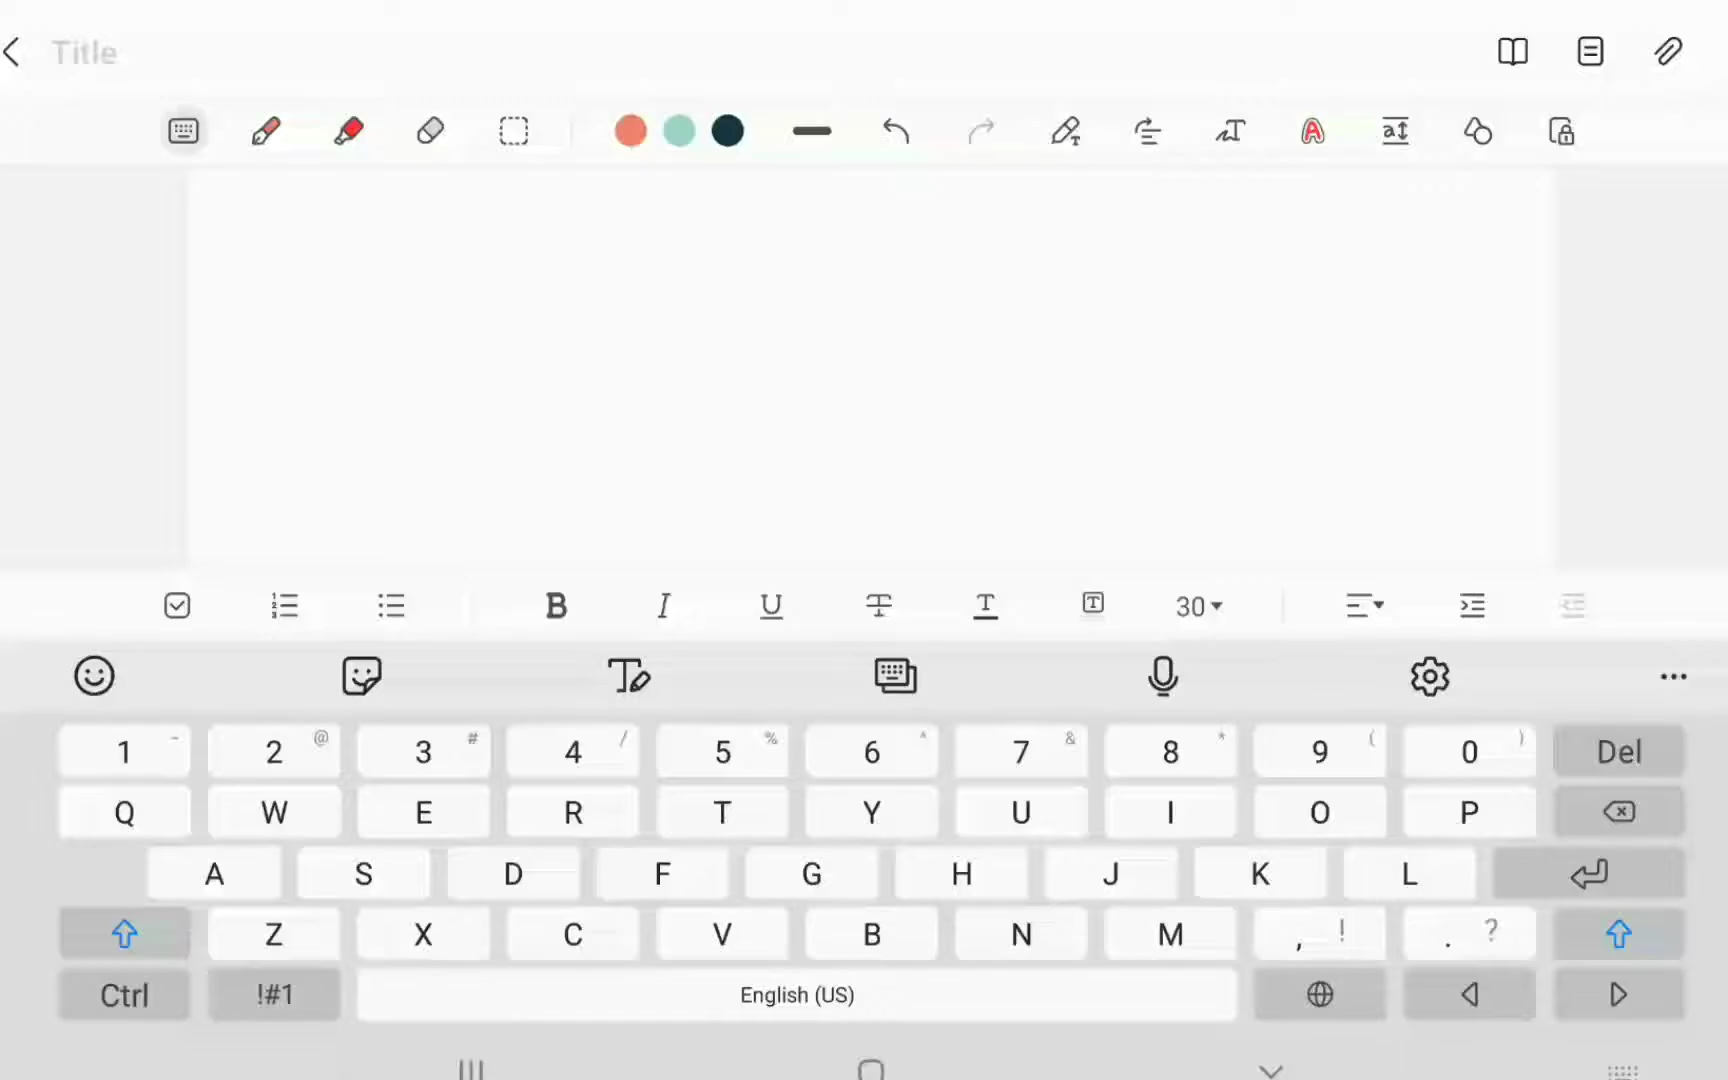 Title
B I U T T T 30
1 - 2 @ 3 # 4 / 5 % 6 ^ 7 & 8 * 9 ( 0 ) Del
Q W E R T Y U I O P
A S D F G H J K L
Z X C V B N M , ! . ?
Ctrl !#1 English (US)